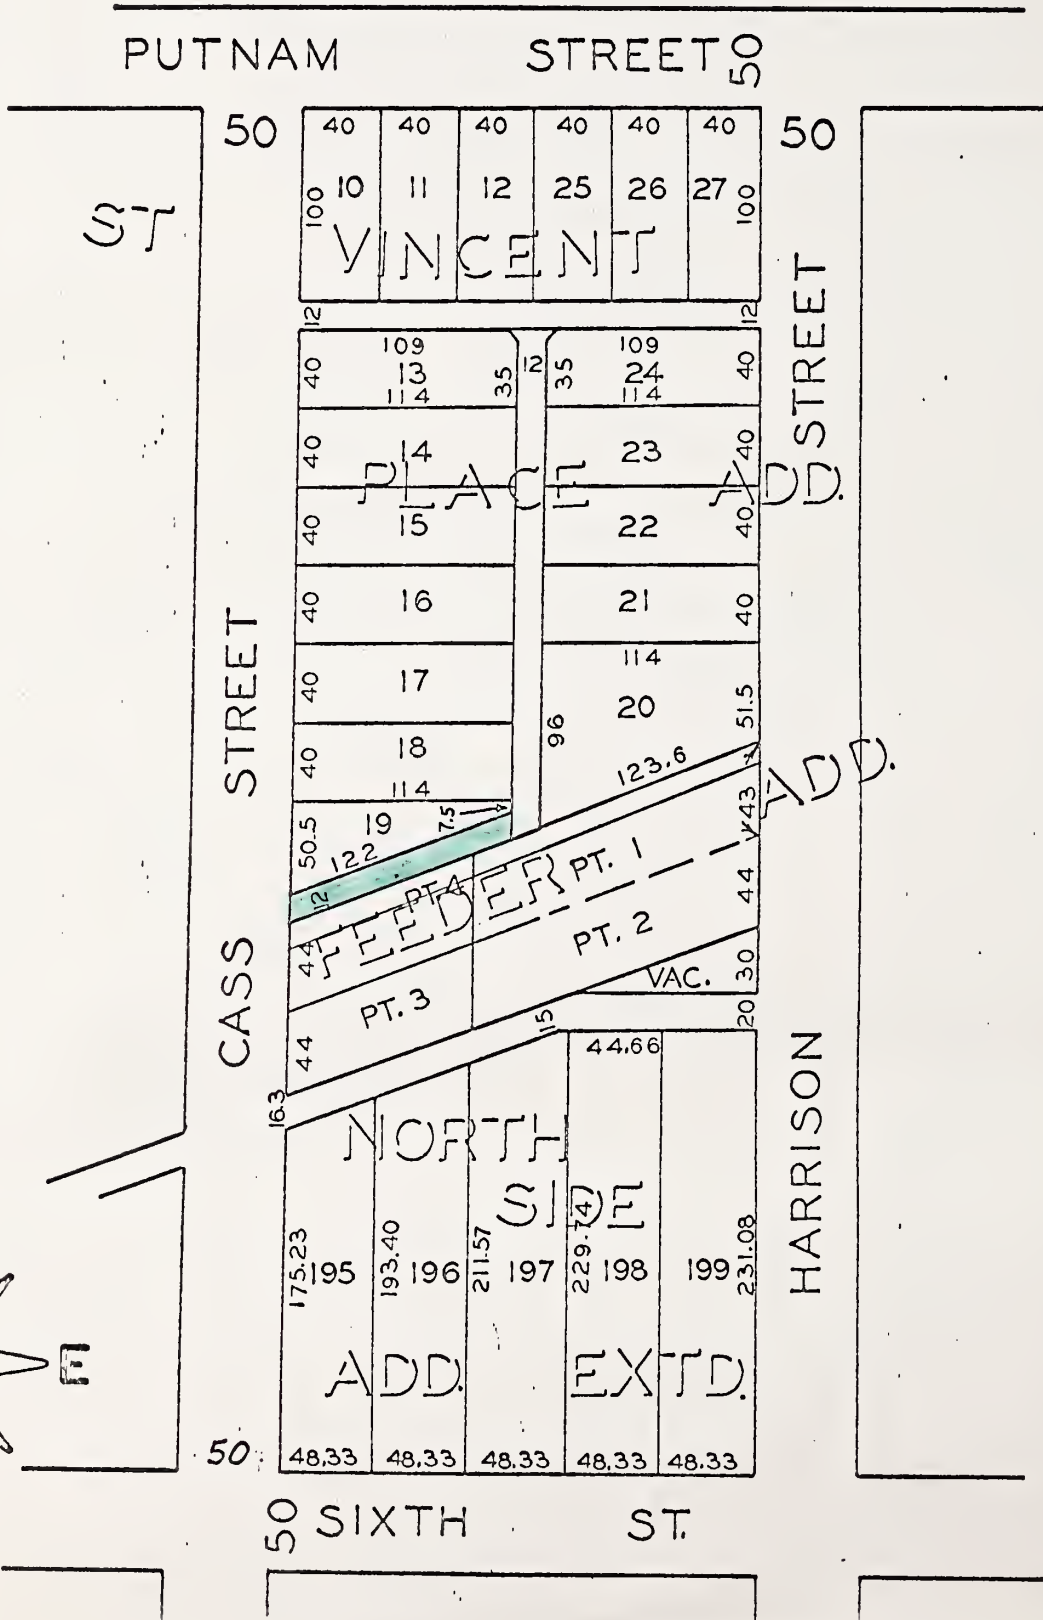 PUTNAM STREET 50
50 40 40 40 40 40 40 50
100 10 11 12 25 26 27 100
ST
VINCENT
12 12
109 109
40 13 35 12 35 24 40
114 114
40 14 23 40
PLACE ADD.
40 15 22 40
40 16 21 40
114
40 17 20 51.5
40 18 96 123.6
114
7.5
50.5 19 ADD.
122 43
12 PT. 4 PT. 1 44
FEEDER
44 PT. 2
VAC. 30
PT. 3
44 15 20
44.66
16.3
STREET
CASS
STREET
HARRISON
NORTH
SIDE
175.23 195 193.40 196 211.57 197 229.74 198 199 231.08
E
ADD. EXTD.
50 48.33 48.33 48.33 48.33 48.33
50 SIXTH ST.